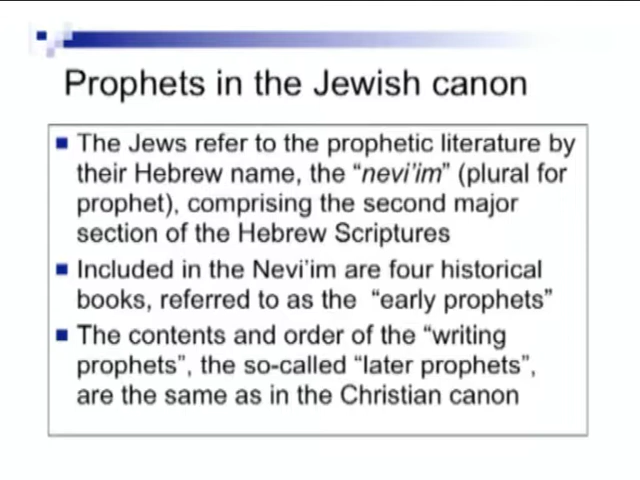 Prophets in the Jewish canon
The Jews refer to the prophetic literature by
their Hebrew name, the “nevi’im” (plural for
prophet), comprising the second major
section of the Hebrew Scriptures
Included in the Nevi’im are four historical
books, referred to as the “early prophets”
The contents and order of the “writing
prophets”, the so-called “later prophets”,
are the same as in the Christian canon